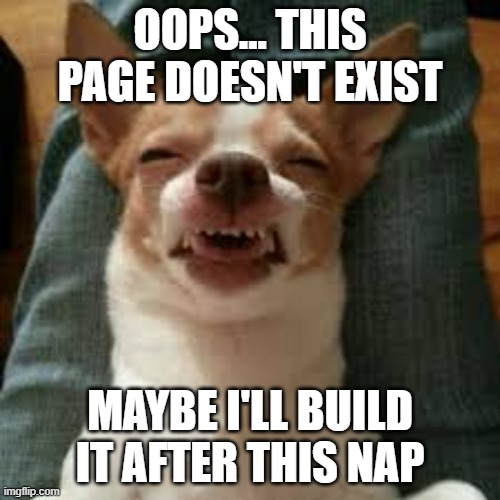 OOPS... THIS
PAGE DOESN'T EXIST
MAYBE I'LL BUILD
IT AFTER THIS NAP
imgflip.com